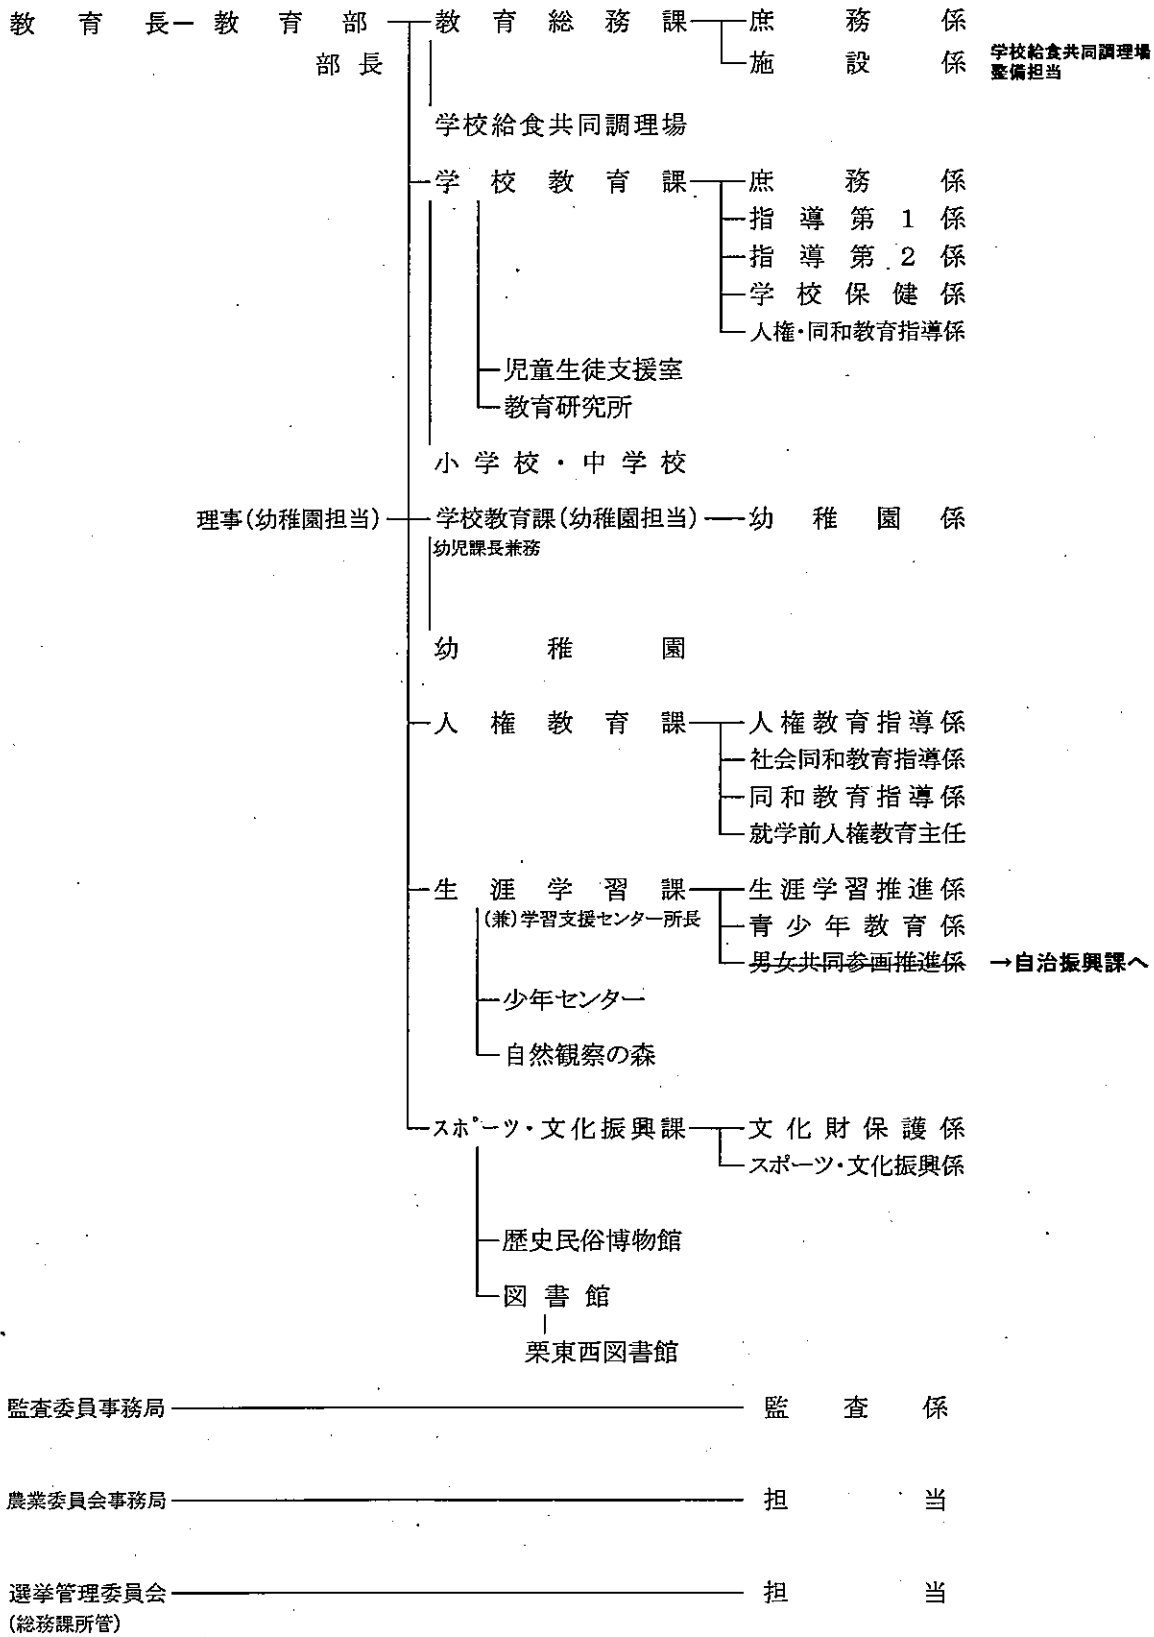 教育長 教育部 教育総務課 庶務係
部長 施設係 学校給食共同調理場
整備担当
学校給食共同調理場
学校教育課 庶務係
指導第1係
指導第2係
学校保健係
人権・同和教育指導係
児童生徒支援室
教育研究所
小学校・中学校
理事(幼稚園担当) 学校教育課(幼稚園担当) 幼稚園係
幼児課長兼務
幼稚園
人権教育課 人権教育指導係
社会同和教育指導係
同和教育指導係
就学前人権教育主任
生涯学習課 生涯学習推進係
(兼)学習支援センター所長 青少年教育係
男女共同参画推進係 →自治振興課へ
少年センター
自然観察の森
スポーツ・文化振興課 文化財保護係
スポーツ・文化振興係
歴史民俗博物館
図書館
栗東西図書館
監査委員事務局 監査係
農業委員会事務局 担当
選挙管理委員会 担当
(総務課所管)